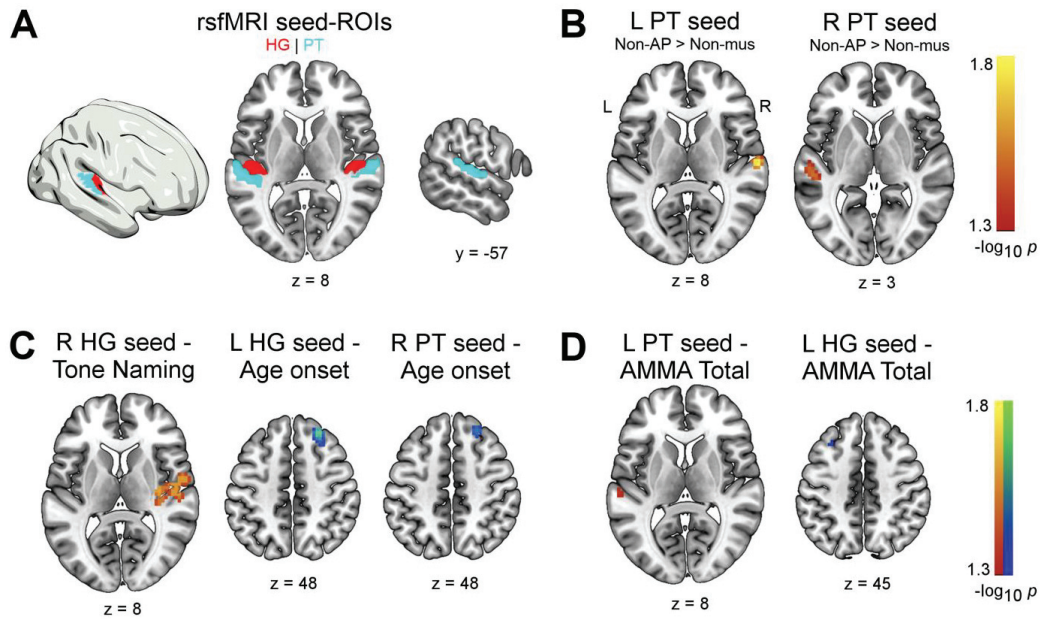 A
rsfMRI seed-ROIs
HG | PT
z = 8
y = -57
B
L PT seed
Non-AP > Non-mus
R PT seed
Non-AP > Non-mus
L
R
z = 8
z = 3
1.8
1.3
-log10 p
C
R HG seed -
Tone Naming
L HG seed -
Age onset
R PT seed -
Age onset
z = 8
z = 48
z = 48
D
L PT seed -
AMMA Total
L HG seed -
AMMA Total
z = 8
z = 45
1.8
1.3
-log10 p